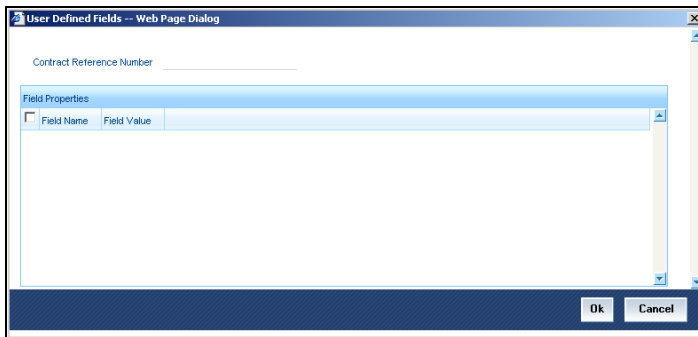 User Defined Fields -- Web Page Dialog
Contract Reference Number
Field Properties
Field Name Field Value
Ok Cancel